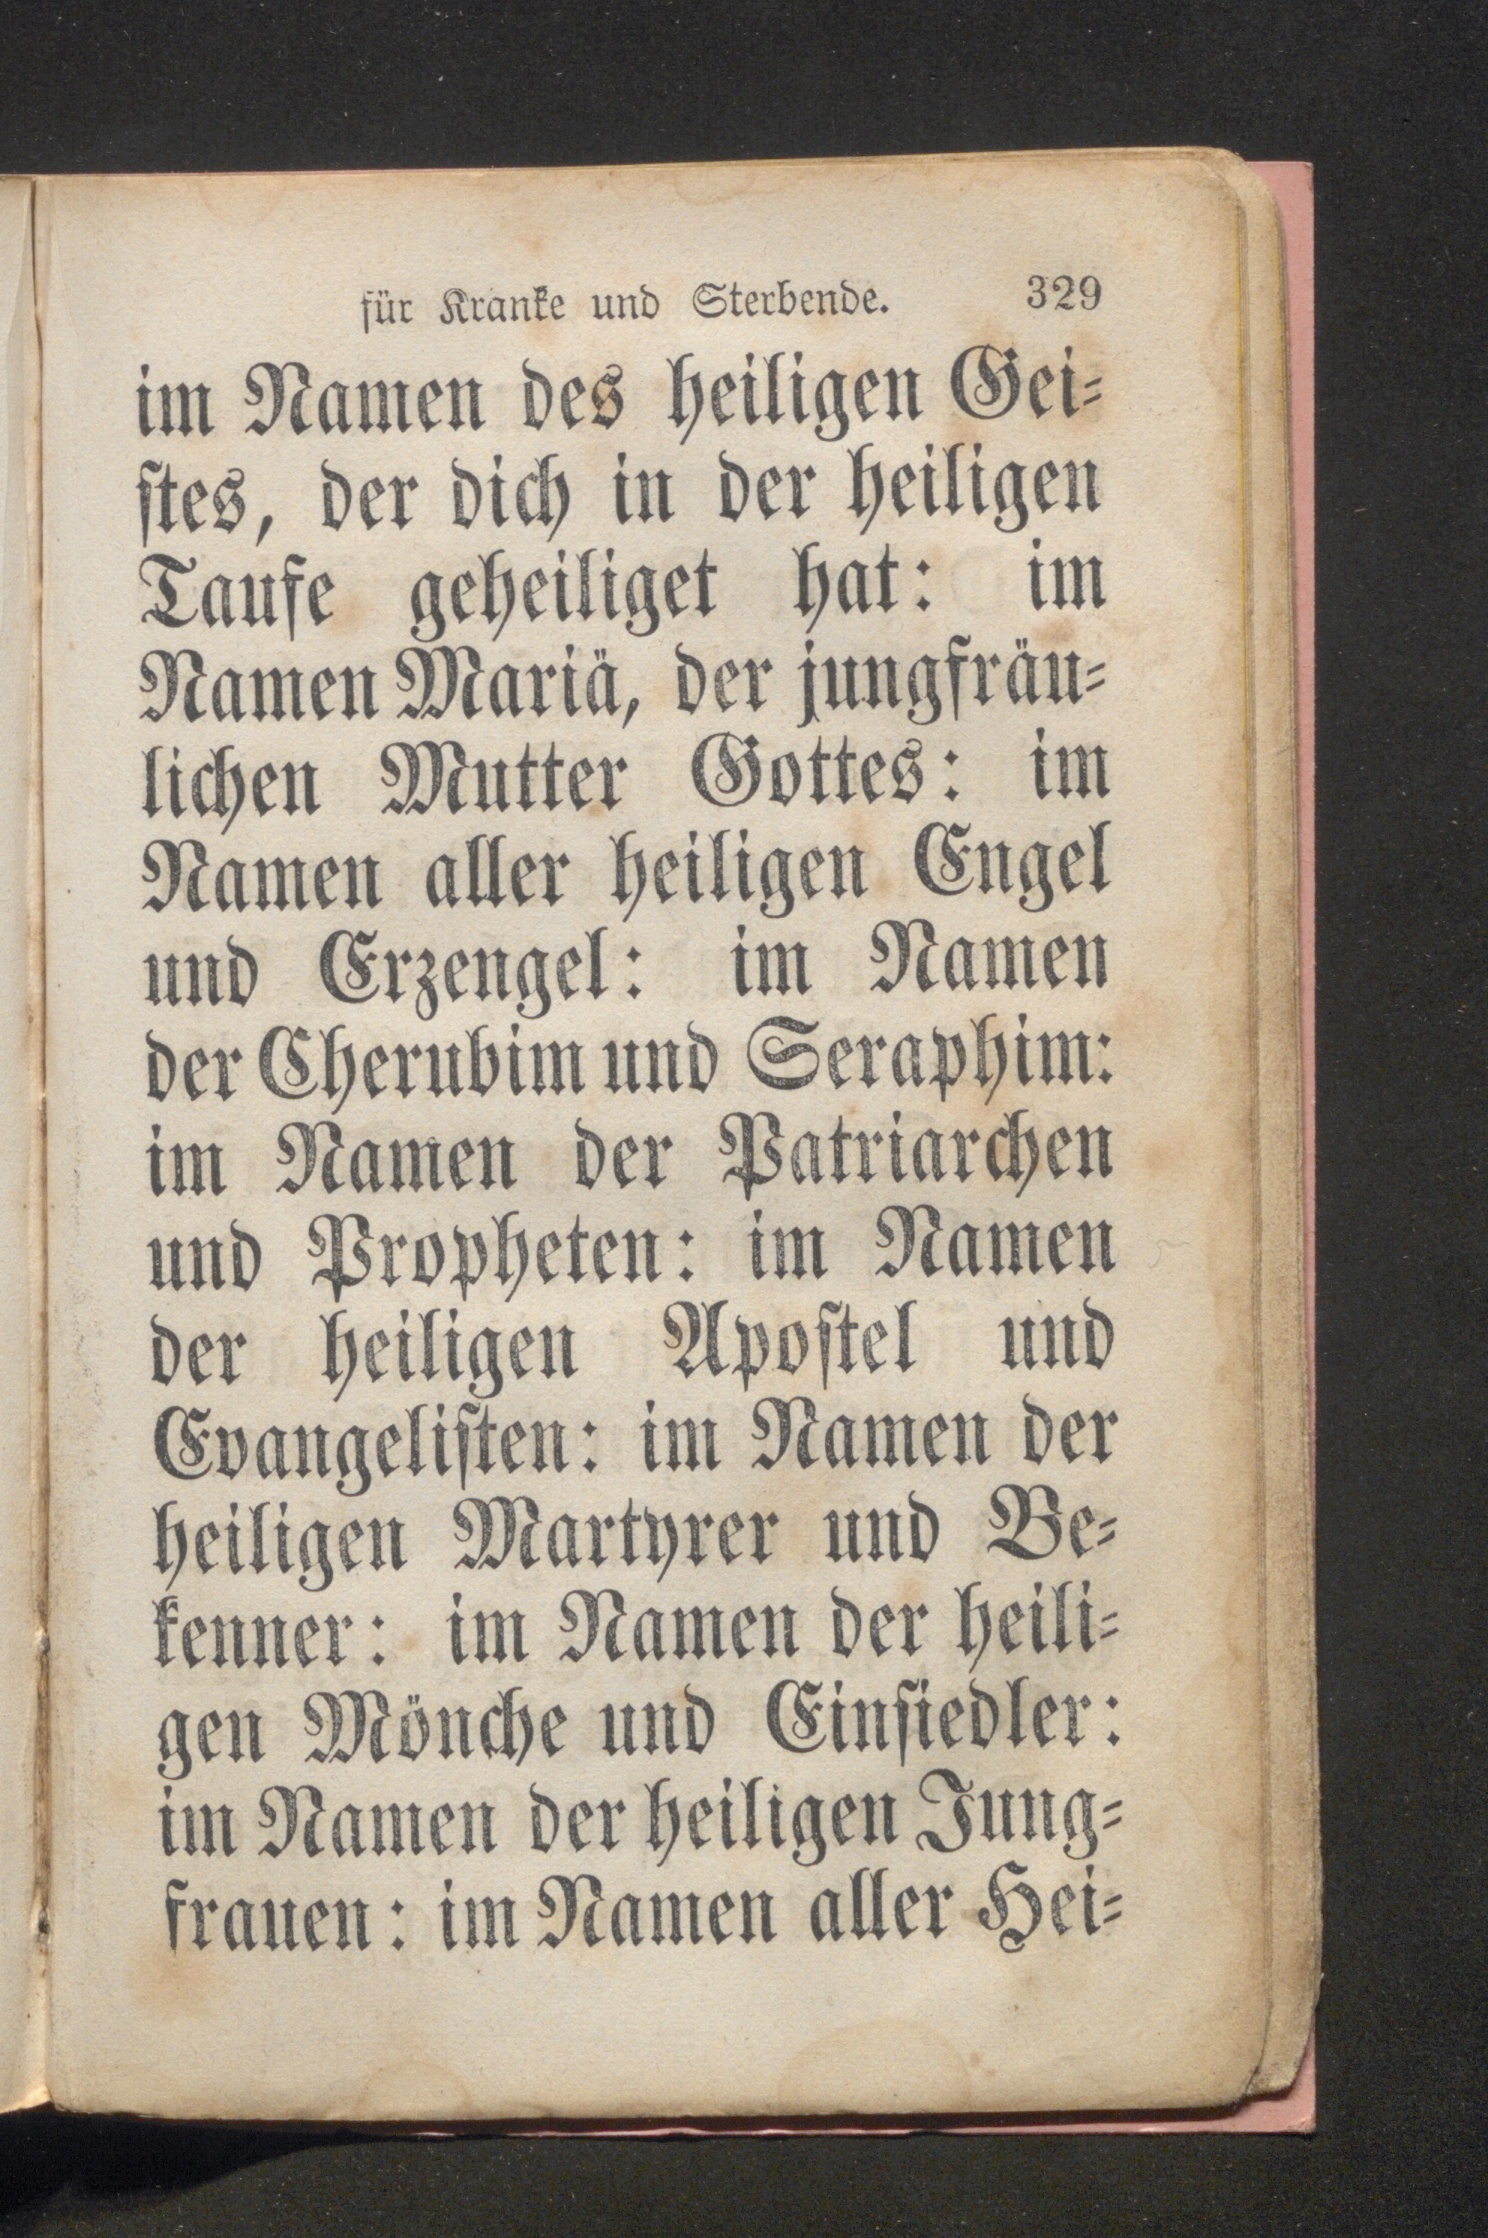 für Kranke und Sterbende. 329
im Namen des heiligen Gei-
stes, der dich in der heiligen
Taufe geheiliget hat: im
Namen Mariä, der jungfräu-
lichen Mutter Gottes: im
Namen aller heiligen Engel
und Erzengel: im Namen
der Cherubim und Seraphim:
im Namen der Patriarchen
und Propheten: im Namen
der heiligen Apostel und
Evangelisten: im Namen der
heiligen Martyrer und Be-
kenner: im Namen der heili-
gen Mönche und Einsiedler:
im Namen der heiligen Jung-
frauen: im Namen aller Hei-